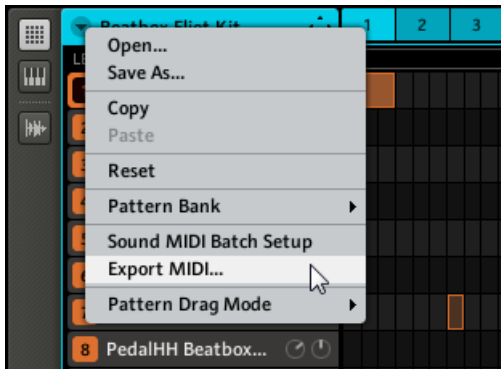 Beatbox Eliot Kit
1 2 3
Open...
Save As...
Copy
Paste
Reset
Pattern Bank
Sound MIDI Batch Setup
Export MIDI...
Pattern Drag Mode
8 PedalHH Beatbox...